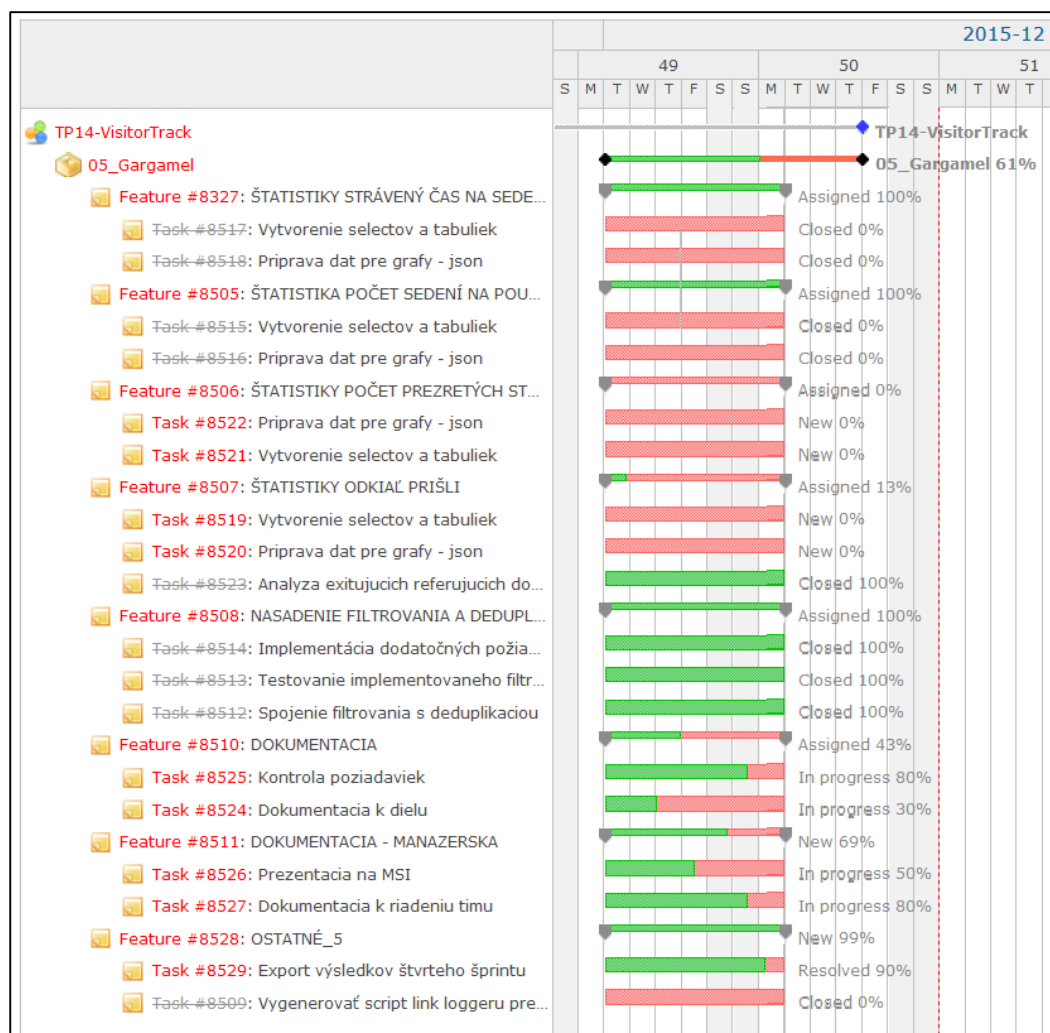 2015-12
49 50 51
S M T W T F S S M T W T F S S M T W T
TP14-VisitorTrack TP14-VisitorTrack
05_Gargamel 05_Gargamel 61%
Feature #8327: ŠTATISTIKY STRÁVENÝ ČAS NA SEDE... Assigned 100%
Task #8517: Vytvorenie selectov a tabuliek Closed 0%
Task #8518: Priprava dat pre grafy - json Closed 0%
Feature #8505: ŠTATISTIKA POČET SEDENÍ NA POU... Assigned 100%
Task #8515: Vytvorenie selectov a tabuliek Closed 0%
Task #8516: Priprava dat pre grafy - json Closed 0%
Feature #8506: ŠTATISTIKY POČET PREZRETÝCH ST... Assigned 0%
Task #8522: Priprava dat pre grafy - json New 0%
Task #8521: Vytvorenie selectov a tabuliek New 0%
Feature #8507: ŠTATISTIKY ODKIAĽ PRIŠLI Assigned 13%
Task #8519: Vytvorenie selectov a tabuliek New 0%
Task #8520: Priprava dat pre grafy - json New 0%
Task #8523: Analyza exitujucich referujucich do... Closed 100%
Feature #8508: NASADENIE FILTROVANIA A DEDUPL... Assigned 100%
Task #8514: Implementácia dodatočných požia... Closed 100%
Task #8513: Testovanie implementovaneho filtr... Closed 100%
Task #8512: Spojenie filtrovania s deduplikaciou Closed 100%
Feature #8510: DOKUMENTACIA Assigned 43%
Task #8525: Kontrola poziadaviek In progress 80%
Task #8524: Dokumentacia k dielu In progress 30%
Feature #8511: DOKUMENTACIA - MANAZERSKA New 69%
Task #8526: Prezentacia na MSI In progress 50%
Task #8527: Dokumentacia k riadeniu timu In progress 80%
Feature #8528: OSTATNÉ_5 New 99%
Task #8529: Export výsledkov štvrteho šprintu Resolved 90%
Task #8509: Vygenerovať script link loggeru pre... Closed 0%